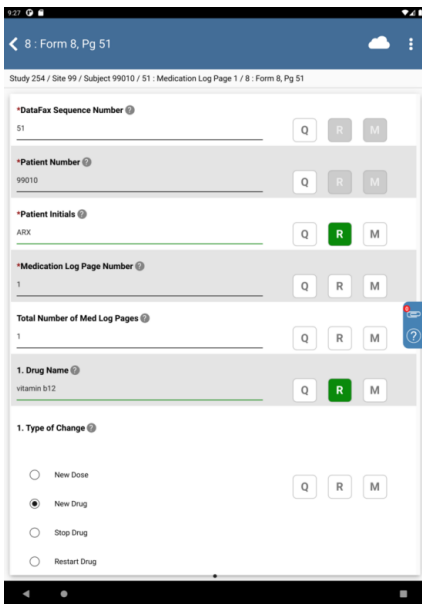 9:27
8 : Form 8, Pg 51
Study 254 / Site 99 / Subject 99010 / 51 : Medication Log Page 1 / 8 : Form 8, Pg 51
*DataFax Sequence Number ?
51
Q R M
*Patient Number ?
99010
Q R M
*Patient Initials ?
ARX
Q R M
*Medication Log Page Number ?
1
Q R M
Total Number of Med Log Pages ?
1
Q R M
?
1. Drug Name ?
vitamin b12
Q R M
1. Type of Change ?
New Dose
Q R M
New Drug
Stop Drug
Restart Drug